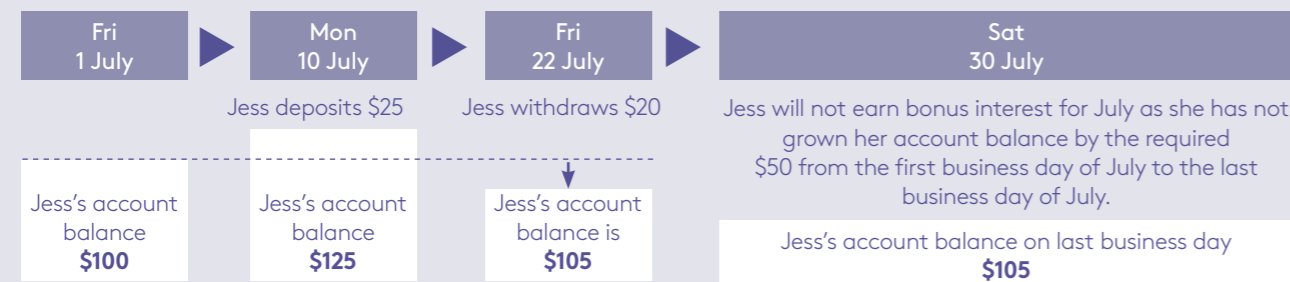 Fri
1 July
Mon
10 July
Fri
22 July
Sat
30 July
Jess deposits $25
Jess withdraws $20
Jess will not earn bonus interest for July as she has not
grown her account balance by the required
$50 from the first business day of July to the last
business day of July.
Jess's account
balance
$100
Jess's account
balance
$125
Jess's account
balance is
$105
Jess's account balance on last business day
$105